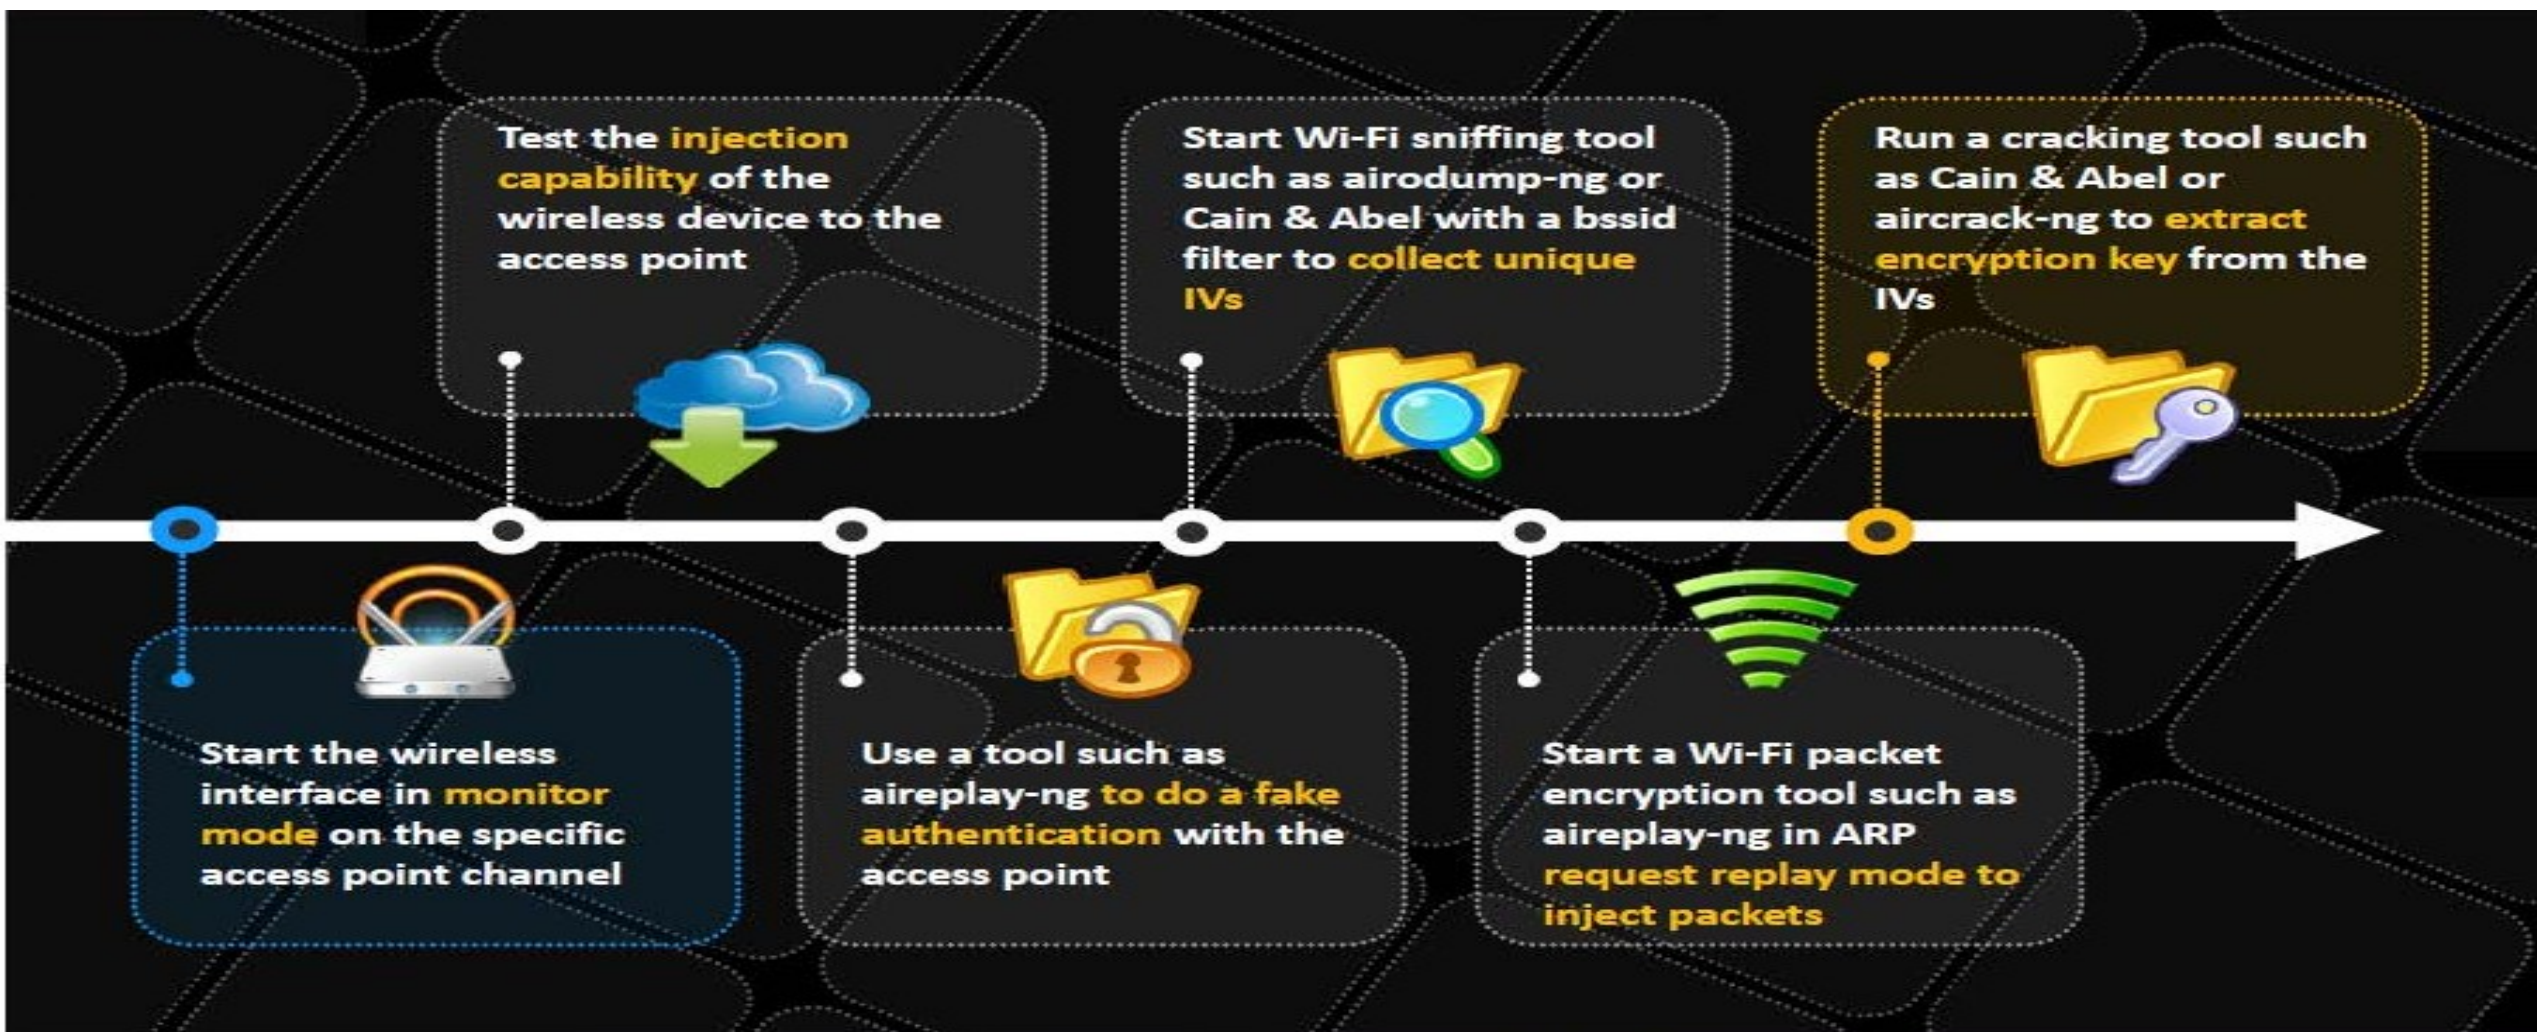 Start the wireless
interface in monitor
mode on the specific
access point channel
Test the injection
capability of the
wireless device to the
access point
Use a tool such as
aireplay-ng to do a fake
authentication with the
access point
Start Wi-Fi sniffing tool
such as airodump-ng or
Cain & Abel with a bssid
filter to collect unique
IVs
Start a Wi-Fi packet
encryption tool such as
aireplay-ng in ARP
request replay mode to
inject packets
Run a cracking tool such
as Cain & Abel or
aircrack-ng to extract
encryption key from the
IVs